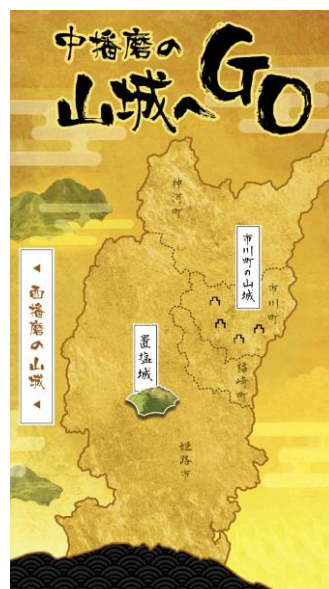 中播磨の
山城へGO
神河町
市川町の山城
市川町
◀ 西播磨の山城 ◀
置塩城
福崎町
姫路市